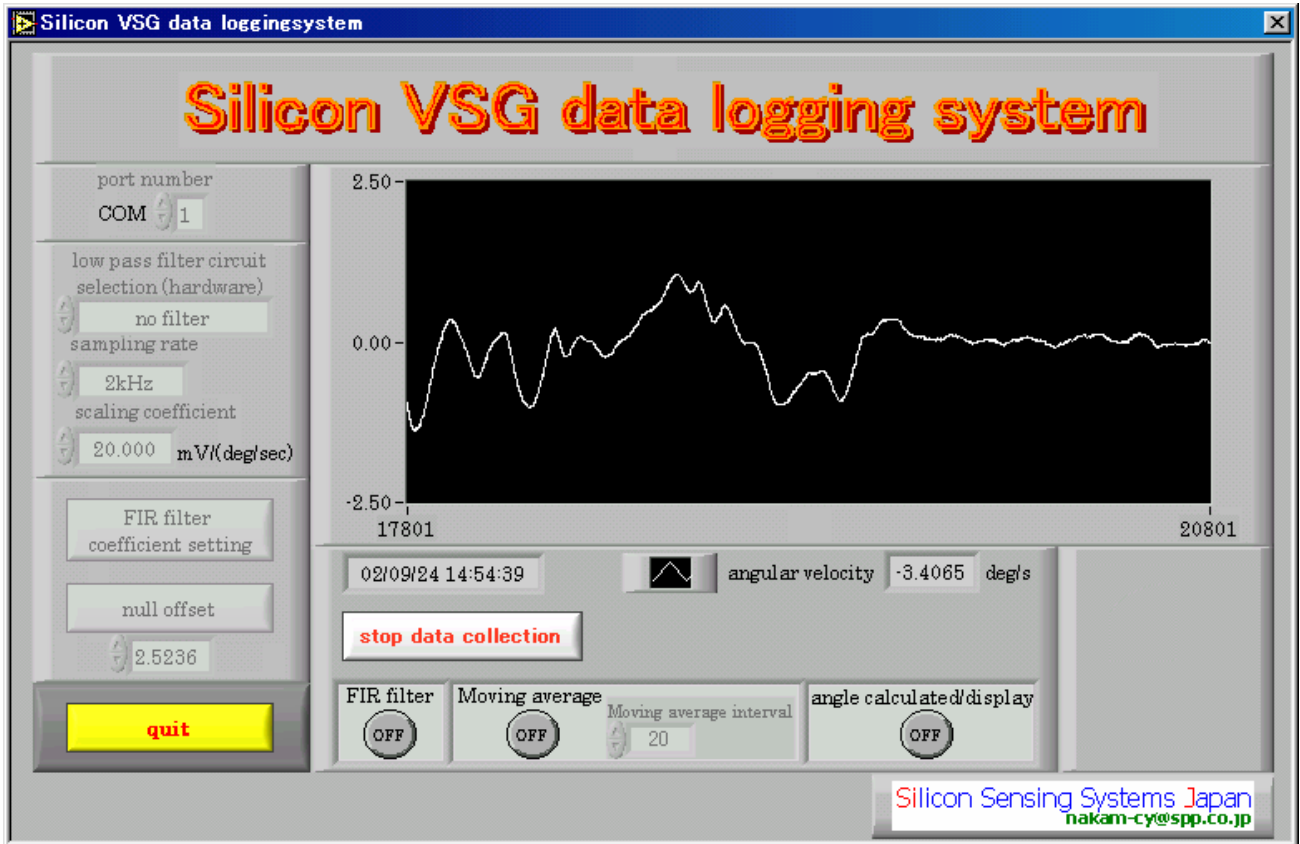 Silicon VSG data loggingsystem
Silicon VSG data logging system
port number
COM 1
low pass filter circuit
selection (hardware)
no filter
sampling rate
2kHz
scaling coefficient
20.000 mV/(deg/sec)
FIR filter
coefficient setting
null offset
2.5236
quit
2.50
0.00
-2.50
17801 20801
02/09/24 14:54:39 angular velocity -3.4065 deg/s
stop data collection
FIR filter Moving average angle calculated/display
Moving average interval
OFF OFF 20 OFF
Silicon Sensing Systems Japan
nakam-cy@spp.co.jp